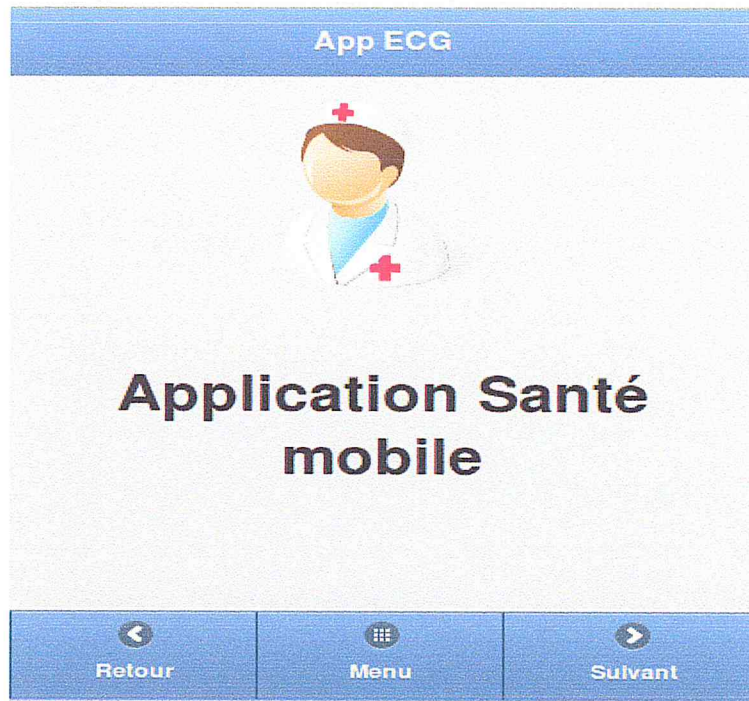 App ECG
Application Santé
mobile
Retour
Menu
Suivant